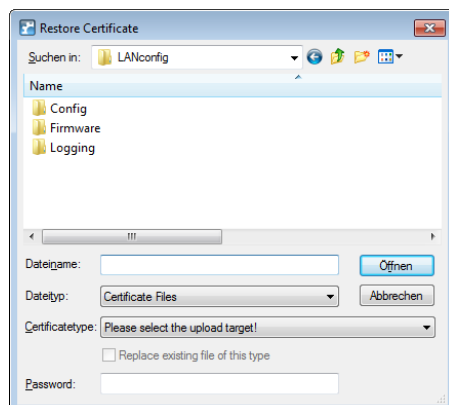 Restore Certificate
Suchen in: LANconfig
Name
Config
Firmware
Logging
Dateiname: Öffnen
Dateityp: Certificate Files Abbrechen
Certificatetype: Please select the upload target!
Replace existing file of this type
Password: